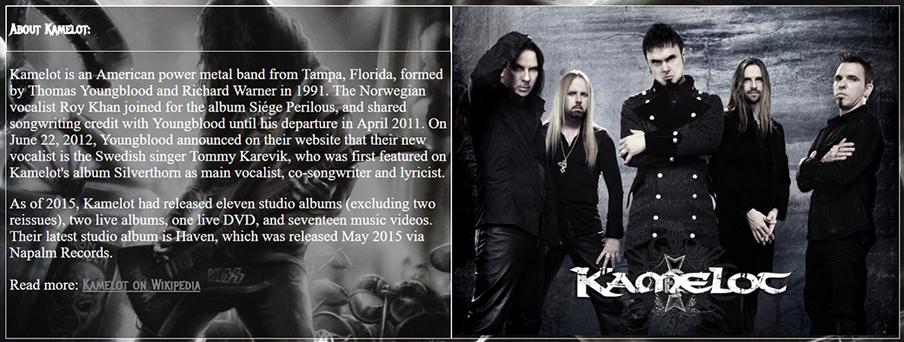 About Kamelot:
Kamelot is an American power metal band from Tampa, Florida, formed
by Thomas Youngblood and Richard Warner in 1991. The Norwegian
vocalist Roy Khan joined for the album Siége Perilous, and shared
songwriting credit with Youngblood until his departure in April 2011. On
June 22, 2012, Youngblood announced on their website that their new
vocalist is the Swedish singer Tommy Karevik, who was first featured on
Kamelot's album Silverthorn as main vocalist, co-songwriter and lyricist.
As of 2015, Kamelot had released eleven studio albums (excluding two
reissues), two live albums, one live DVD, and seventeen music videos.
Their latest studio album is Haven, which was released May 2015 via
Napalm Records.
Read more: Kamelot on Wikipedia
KISS
Kamelot